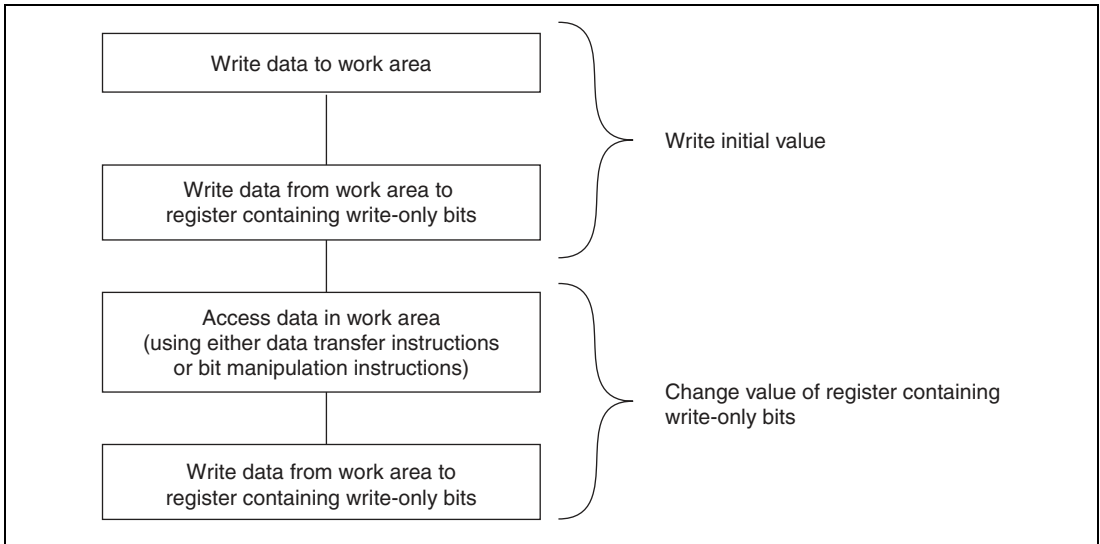 Write data to work area
Write data from work area to
register containing write-only bits
Write initial value
Access data in work area
(using either data transfer instructions
or bit manipulation instructions)
Write data from work area to
register containing write-only bits
Change value of register containing
write-only bits